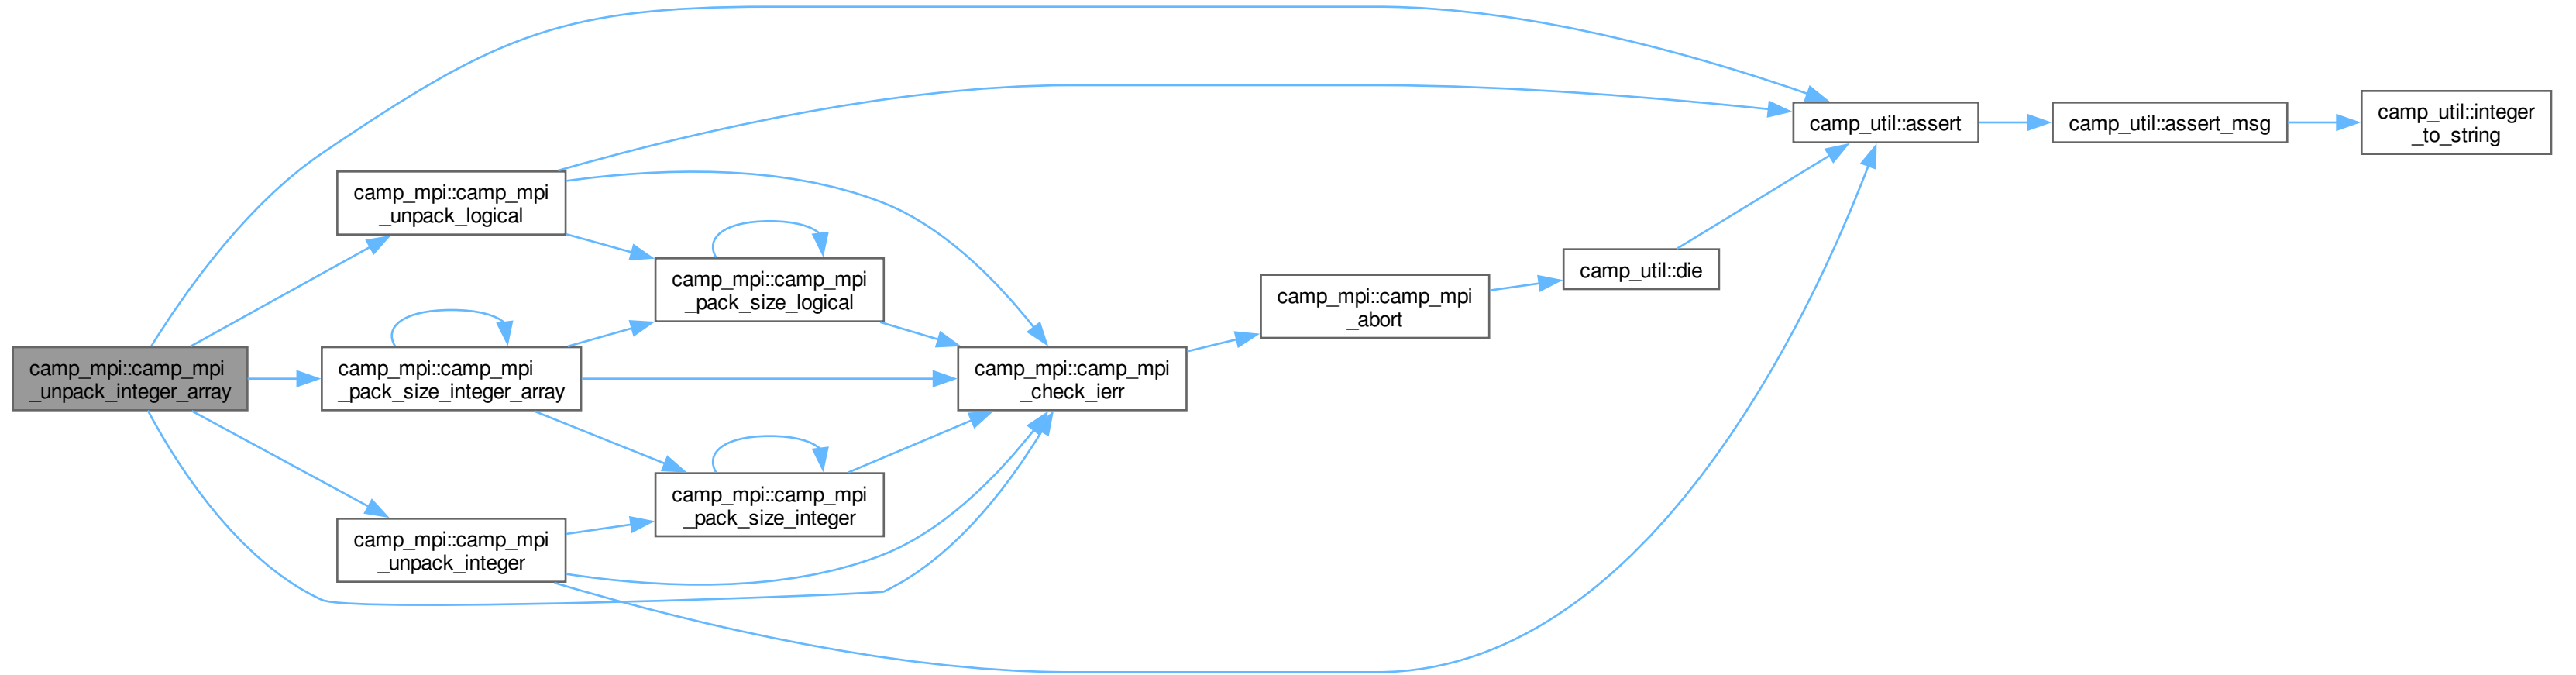 camp_mpi::camp_mpi
_unpack_integer_array
camp_mpi::camp_mpi
_unpack_logical
camp_mpi::camp_mpi
_pack_size_integer_array
camp_mpi::camp_mpi
_unpack_integer
camp_mpi::camp_mpi
_pack_size_logical
camp_mpi::camp_mpi
_pack_size_integer
camp_mpi::camp_mpi
_check_ierr
camp_mpi::camp_mpi
_abort
camp_util::die
camp_util::assert
camp_util::assert_msg
camp_util::integer
_to_string